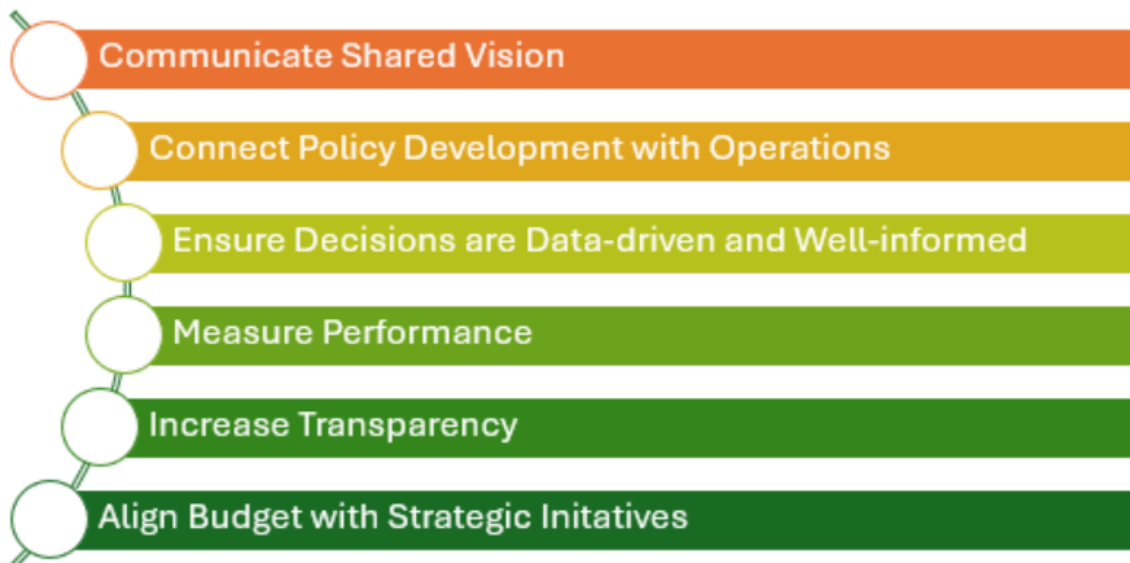 Communicate Shared Vision
Connect Policy Development with Operations
Ensure Decisions are Data-driven and Well-informed
Measure Performance
Increase Transparency
Align Budget with Strategic Initatives